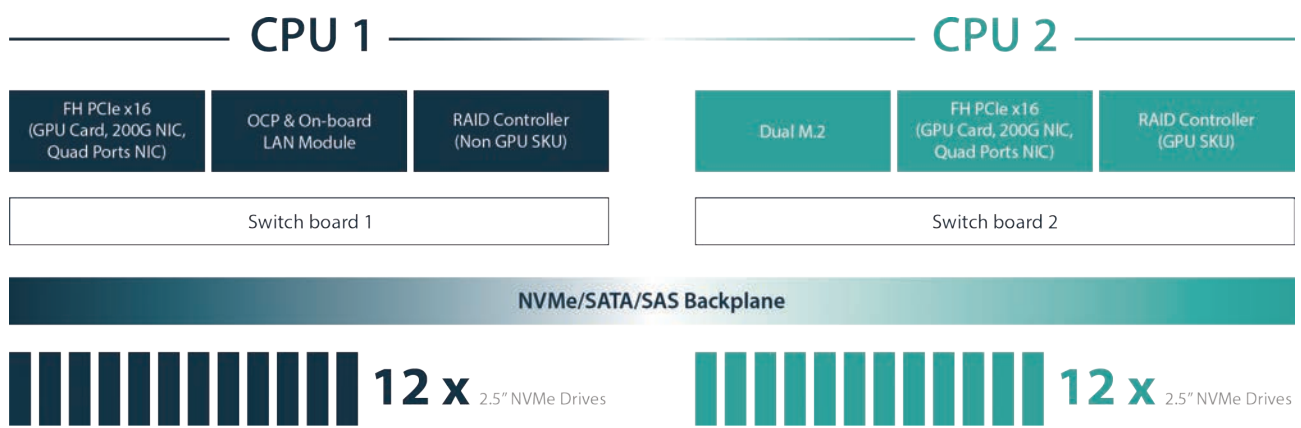 CPU 1
CPU 2
FH PCIe x16
(GPU Card, 200G NIC,
Quad Ports NIC)
OCP & On-board
LAN Module
RAID Controller
(Non GPU SKU)
Dual M.2
FH PCIe x16
(GPU Card, 200G NIC,
Quad Ports NIC)
RAID Controller
(GPU SKU)
Switch board 1
Switch board 2
NVMe/SATA/SAS Backplane
12 x 2.5” NVMe Drives
12 x 2.5” NVMe Drives